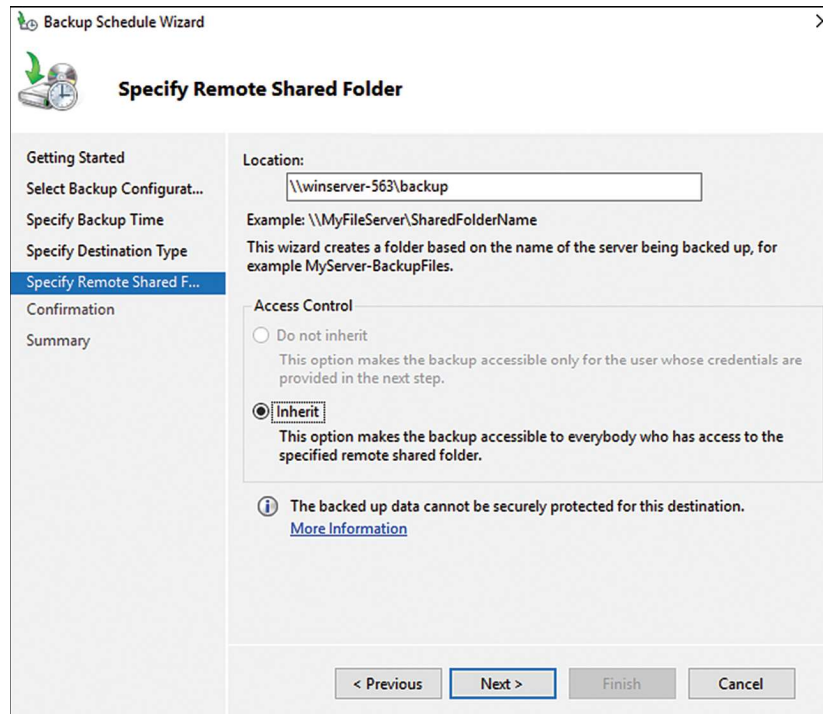 Backup Schedule Wizard
Specify Remote Shared Folder
Getting Started
Select Backup Configurat...
Specify Backup Time
Specify Destination Type
Specify Remote Shared F...
Confirmation
Summary
Location:
\\winserver-563\backup
Example: \\MyFileServer\SharedFolderName
This wizard creates a folder based on the name of the server being backed up, for
example MyServer-BackupFiles.
Access Control
Do not inherit
This option makes the backup accessible only for the user whose credentials are
provided in the next step.
Inherit
This option makes the backup accessible to everybody who has access to the
specified remote shared folder.
The backed up data cannot be securely protected for this destination.
More Information
< Previous Next > Finish Cancel